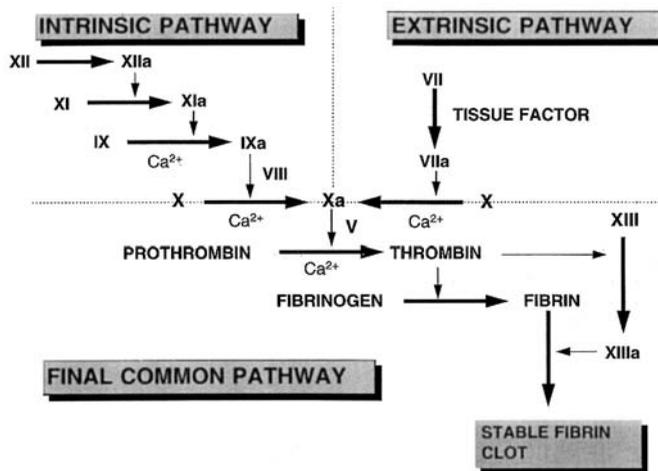 INTRINSIC PATHWAY
EXTRINSIC PATHWAY
XII XIIa
VII
XI XIa
TISSUE FACTOR
IX IXa
Ca²⁺
VIII
VIIa
X Xa X
Ca²⁺ Ca²⁺
V
XIII
PROTHROMBIN THROMBIN
Ca²⁺
FIBRINOGEN FIBRIN
XIIIa
FINAL COMMON PATHWAY
STABLE FIBRIN
CLOT